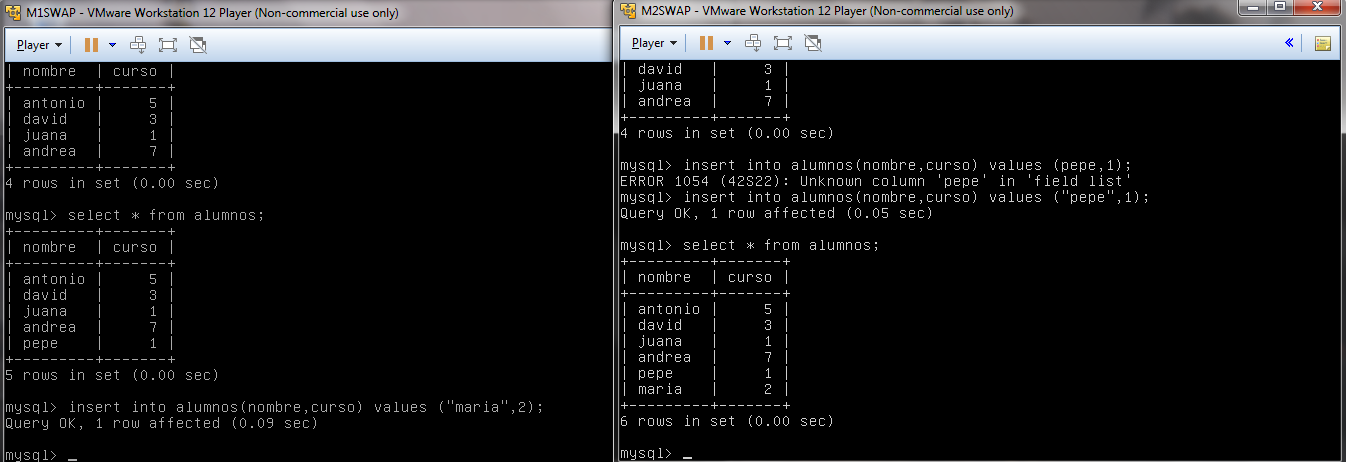 M1SWAP - VMware Workstation 12 Player (Non-commercial use only)
Player
| nombre  | curso |
+---------+-------+
| antonio |     5 |
| david   |     3 |
| juana   |     1 |
| andrea  |     7 |
+---------+-------+
4 rows in set (0.00 sec)
mysql> select * from alumnos;
+---------+-------+
| nombre  | curso |
+---------+-------+
| antonio |     5 |
| david   |     3 |
| juana   |     1 |
| andrea  |     7 |
| pepe    |     1 |
+---------+-------+
5 rows in set (0.00 sec)
mysql> insert into alumnos(nombre,curso) values ("maria",2);
Query OK, 1 row affected (0.09 sec)
mysql> _
M2SWAP - VMware Workstation 12 Player (Non-commercial use only)
Player
| david   |     3 |
| juana   |     1 |
| andrea  |     7 |
+---------+-------+
4 rows in set (0.00 sec)
mysql> insert into alumnos(nombre,curso) values (pepe,1);
ERROR 1054 (42S22): Unknown column 'pepe' in 'field list'
mysql> insert into alumnos(nombre,curso) values ("pepe",1);
Query OK, 1 row affected (0.05 sec)
mysql> select * from alumnos;
+---------+-------+
| nombre  | curso |
+---------+-------+
| antonio |     5 |
| david   |     3 |
| juana   |     1 |
| andrea  |     7 |
| pepe    |     1 |
| maria   |     2 |
+---------+-------+
6 rows in set (0.00 sec)
mysql> _